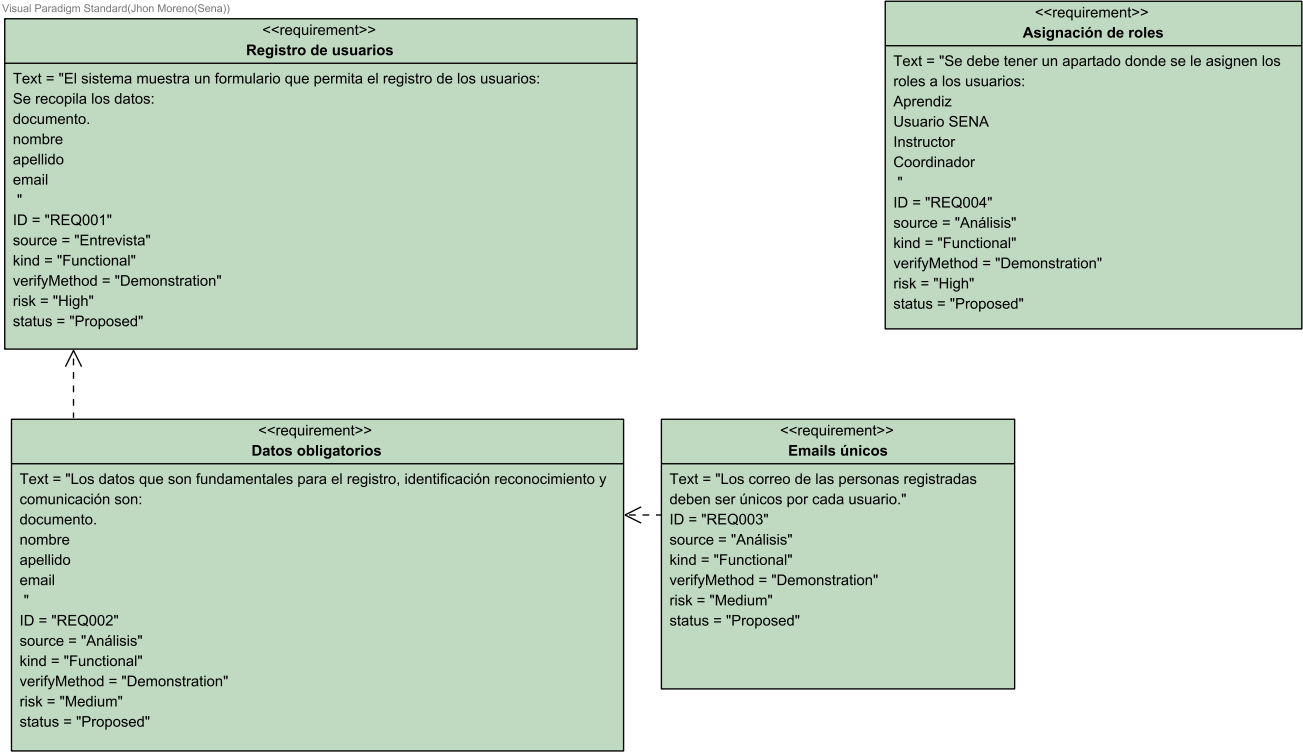 Visual Paradigm Standard(Jhon Moreno(Sena))
<<requirement>>
Registro de usuarios
Text = "El sistema muestra un formulario que permita el registro de los usuarios:
Se recopila los datos:
documento.
nombre
apellido
email
"
ID = "REQ001"
source = "Entrevista"
kind = "Functional"
verifyMethod = "Demonstration"
risk = "High"
status = "Proposed"
<<requirement>>
Asignación de roles
Text = "Se debe tener un apartado donde se le asignen los
roles a los usuarios:
Aprendiz
Usuario SENA
Instructor
Coordinador
"
ID = "REQ004"
source = "Análisis"
kind = "Functional"
verifyMethod = "Demonstration"
risk = "High"
status = "Proposed"
<<requirement>>
Datos obligatorios
Text = "Los datos que son fundamentales para el registro, identificación reconocimiento y
comunicación son:
documento.
nombre
apellido
email
"
ID = "REQ002"
source = "Análisis"
kind = "Functional"
verifyMethod = "Demonstration"
risk = "Medium"
status = "Proposed"
<<requirement>>
Emails únicos
Text = "Los correo de las personas registradas
deben ser únicos por cada usuario."
ID = "REQ003"
source = "Análisis"
kind = "Functional"
verifyMethod = "Demonstration"
risk = "Medium"
status = "Proposed"